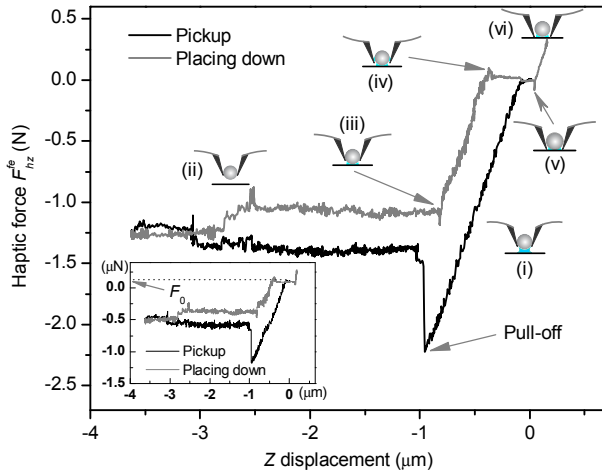 Pickup
Placing down
(vi)
(iv)
(iii)
(ii)
(v)
(i)
Pull-off
Haptic force F^fe_hz (N)
0.5
0.0
-0.5
-1.0
-1.5
-2.0
-2.5
(μN)
0.0
-0.5
-1.0
-1.5
F_0
Pickup
Placing down
-4 -3 -2 -1 0 (μm)
-4 -3 -2 -1 0
Z displacement (μm)